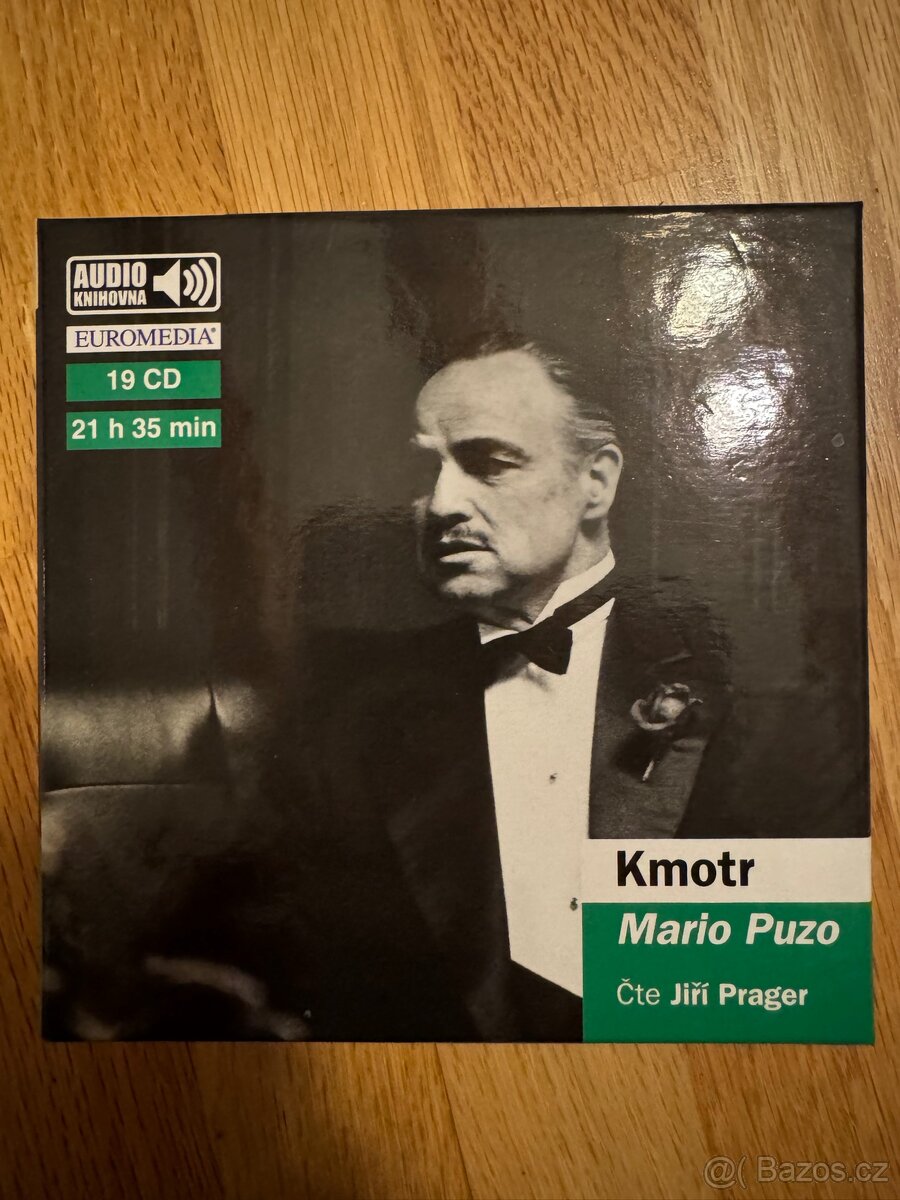 AUDIO
KNIHOVNA
EUROMEDIA®
19 CD
21 h 35 min
Kmotr
Mario Puzo
Čte Jiří Prager
@( Bazos.cz